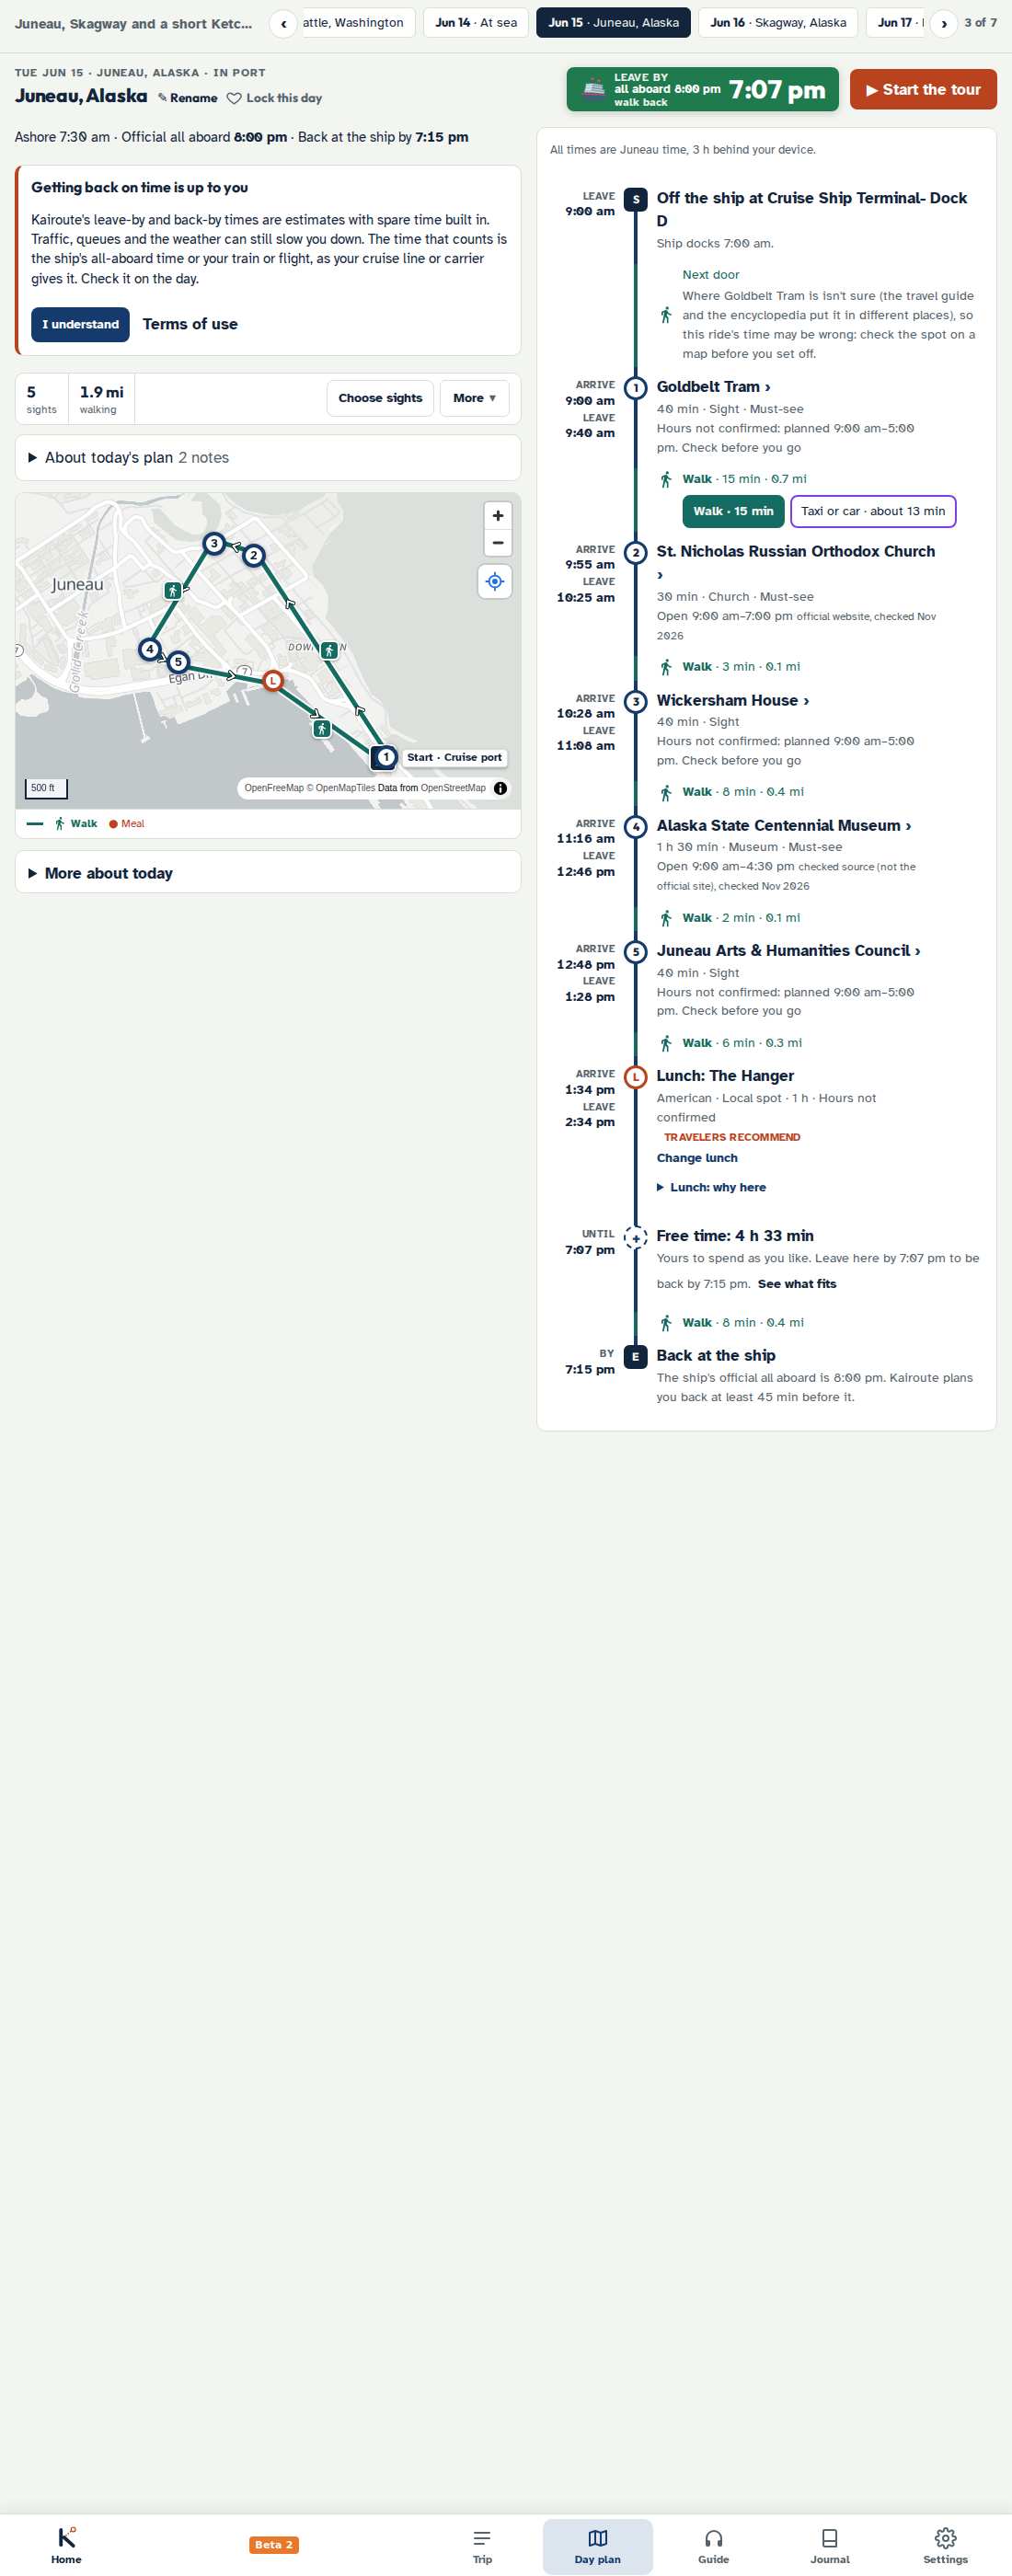 Juneau, Skagway and a short Ketc...
‹
attle, Washington
Jun 14 · At sea
Jun 15 · Juneau, Alaska
Jun 16 · Skagway, Alaska
Jun 17 ·
›
3 of 7
TUE JUN 15 · JUNEAU, ALASKA · IN PORT
Juneau, Alaska
✎ Rename
Lock this day
LEAVE BY
all aboard 8:00 pm
walk back
7:07 pm
▶ Start the tour
Ashore 7:30 am · Official all aboard 8:00 pm · Back at the ship by 7:15 pm
Getting back on time is up to you
Kairoute's leave-by and back-by times are estimates with spare time built in.
Traffic, queues and the weather can still slow you down. The time that counts is
the ship's all-aboard time or your train or flight, as your cruise line or carrier
gives it. Check it on the day.
I understand
Terms of use
5
sights
1.9 mi
walking
Choose sights
More ▼
▶ About today's plan 2 notes
Juneau
Gold Creek
3
2
4
5
L
1
7
Start · Cruise port
500 ft
OpenFreeMap © OpenMapTiles Data from OpenStreetMap
Walk
Meal
▶ More about today
All times are Juneau time, 3 h behind your device.
LEAVE
9:00 am
S
Off the ship at Cruise Ship Terminal- Dock
D
Ship docks 7:00 am.
Next door
Where Goldbelt Tram is isn't sure (the travel guide
and the encyclopedia put it in different places), so
this ride's time may be wrong: check the spot on a
map before you set off.
ARRIVE
9:00 am
LEAVE
9:40 am
1
Goldbelt Tram ›
40 min · Sight · Must-see
Hours not confirmed: planned 9:00 am–5:00
pm. Check before you go
Walk · 15 min · 0.7 mi
Walk · 15 min
Taxi or car · about 13 min
ARRIVE
9:55 am
LEAVE
10:25 am
2
St. Nicholas Russian Orthodox Church
›
30 min · Church · Must-see
Open 9:00 am–7:00 pm official website, checked Nov
2026
Walk · 3 min · 0.1 mi
ARRIVE
10:28 am
LEAVE
11:08 am
3
Wickersham House ›
40 min · Sight
Hours not confirmed: planned 9:00 am–5:00
pm. Check before you go
Walk · 8 min · 0.4 mi
ARRIVE
11:16 am
LEAVE
12:46 pm
4
Alaska State Centennial Museum ›
1 h 30 min · Museum · Must-see
Open 9:00 am–4:30 pm checked source (not the
official site), checked Nov 2026
Walk · 2 min · 0.1 mi
ARRIVE
12:48 pm
LEAVE
1:28 pm
5
Juneau Arts & Humanities Council ›
40 min · Sight
Hours not confirmed: planned 9:00 am–5:00
pm. Check before you go
Walk · 6 min · 0.3 mi
ARRIVE
1:34 pm
LEAVE
2:34 pm
L
Lunch: The Hanger
American · Local spot · 1 h · Hours not
confirmed
TRAVELERS RECOMMEND
Change lunch
▶ Lunch: why here
UNTIL
7:07 pm
+
Free time: 4 h 33 min
Yours to spend as you like. Leave here by 7:07 pm to be
back by 7:15 pm. See what fits
Walk · 8 min · 0.4 mi
BY
7:15 pm
E
Back at the ship
The ship's official all aboard is 8:00 pm. Kairoute plans
you back at least 45 min before it.
Home
Beta 2
Trip
Day plan
Guide
Journal
Settings